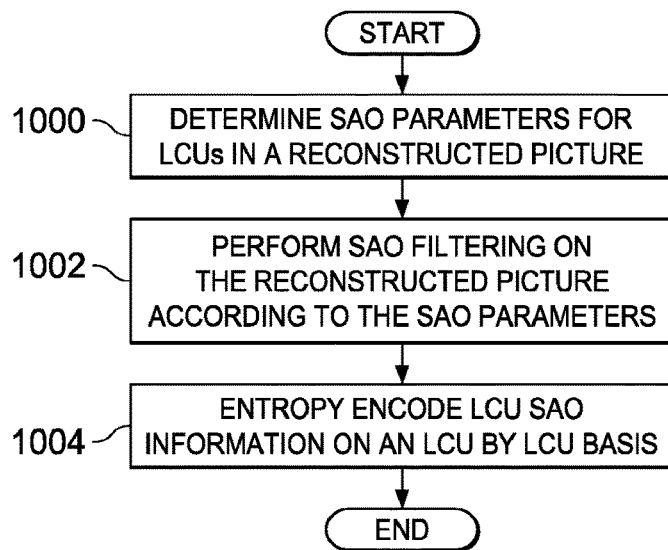 START
1000
DETERMINE SAO PARAMETERS FOR
LCUs IN A RECONSTRUCTED PICTURE
1002
PERFORM SAO FILTERING ON
THE RECONSTRUCTED PICTURE
ACCORDING TO THE SAO PARAMETERS
1004
ENTROPY ENCODE LCU SAO
INFORMATION ON AN LCU BY LCU BASIS
END